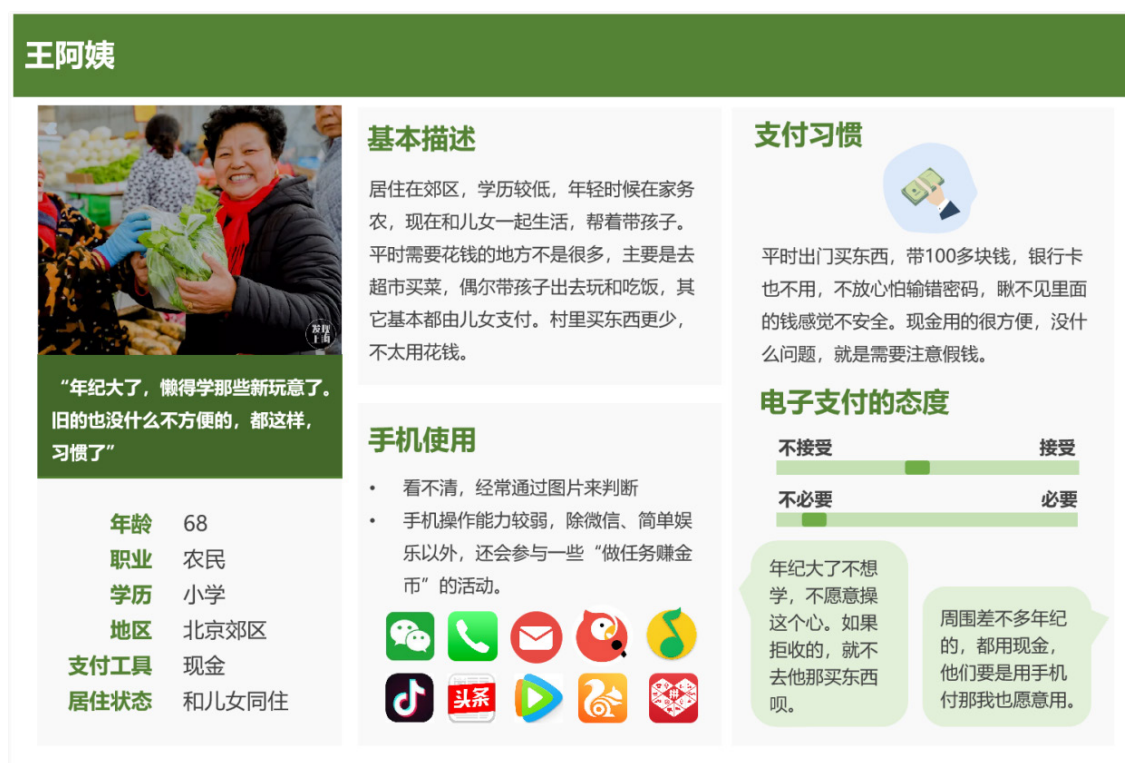 王阿姨
发现
上海
“年纪大了，懒得学那些新玩意了。
旧的也没什么不方便的，都这样，
习惯了”
年龄 68
职业 农民
学历 小学
地区 北京郊区
支付工具 现金
居住状态 和儿女同住
基本描述
居住在郊区，学历较低，年轻时候在家务
农，现在和儿女一起生活，帮着带孩子。
平时需要花钱的地方不是很多，主要是去
超市买菜，偶尔带孩子出去玩和吃饭，其
它基本都由儿女支付。村里买东西更少，
不太用花钱。
手机使用
• 看不清，经常通过图片来判断
• 手机操作能力较弱，除微信、简单娱
乐以外，还会参与一些“做任务赚金
币”的活动。
头条
拼
支付习惯
平时出门买东西，带100多块钱，银行卡
也不用，不放心怕输错密码，瞅不见里面
的钱感觉不安全。现金用的很方便，没什
么问题，就是需要注意假钱。
电子支付的态度
不接受 接受
不必要 必要
年纪大了不想
学，不愿意操
这个心。如果
拒收的，就不
去他那买东西
呗。
周围差不多年纪
的，都用现金，
他们要是用手机
付那我也愿意用。